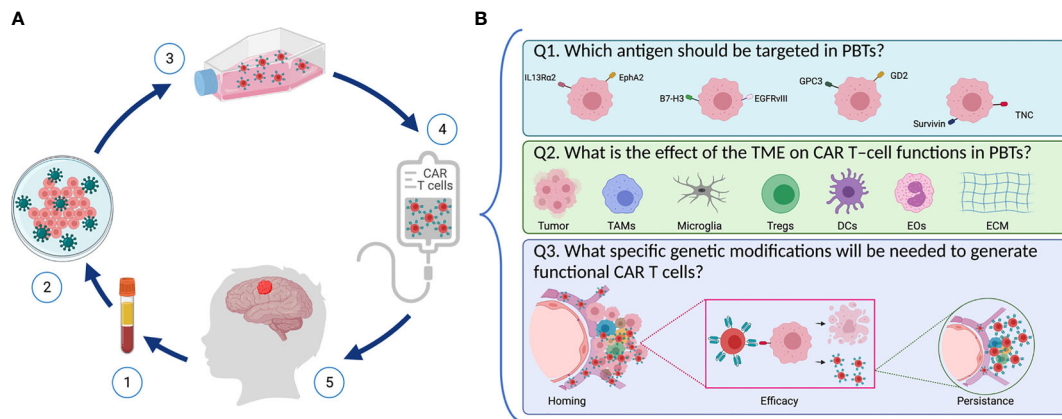 A
3
4
CAR
T cells
2
1
5
B
Q1. Which antigen should be targeted in PBTs?
IL13Rα2
EphA2
B7-H3
EGFRvIII
GPC3
GD2
Survivin
TNC
Q2. What is the effect of the TME on CAR T-cell functions in PBTs?
Tumor
TAMs
Microglia
Tregs
DCs
EOs
ECM
Q3. What specific genetic modifications will be needed to generate
functional CAR T cells?
Homing
Efficacy
Persistance